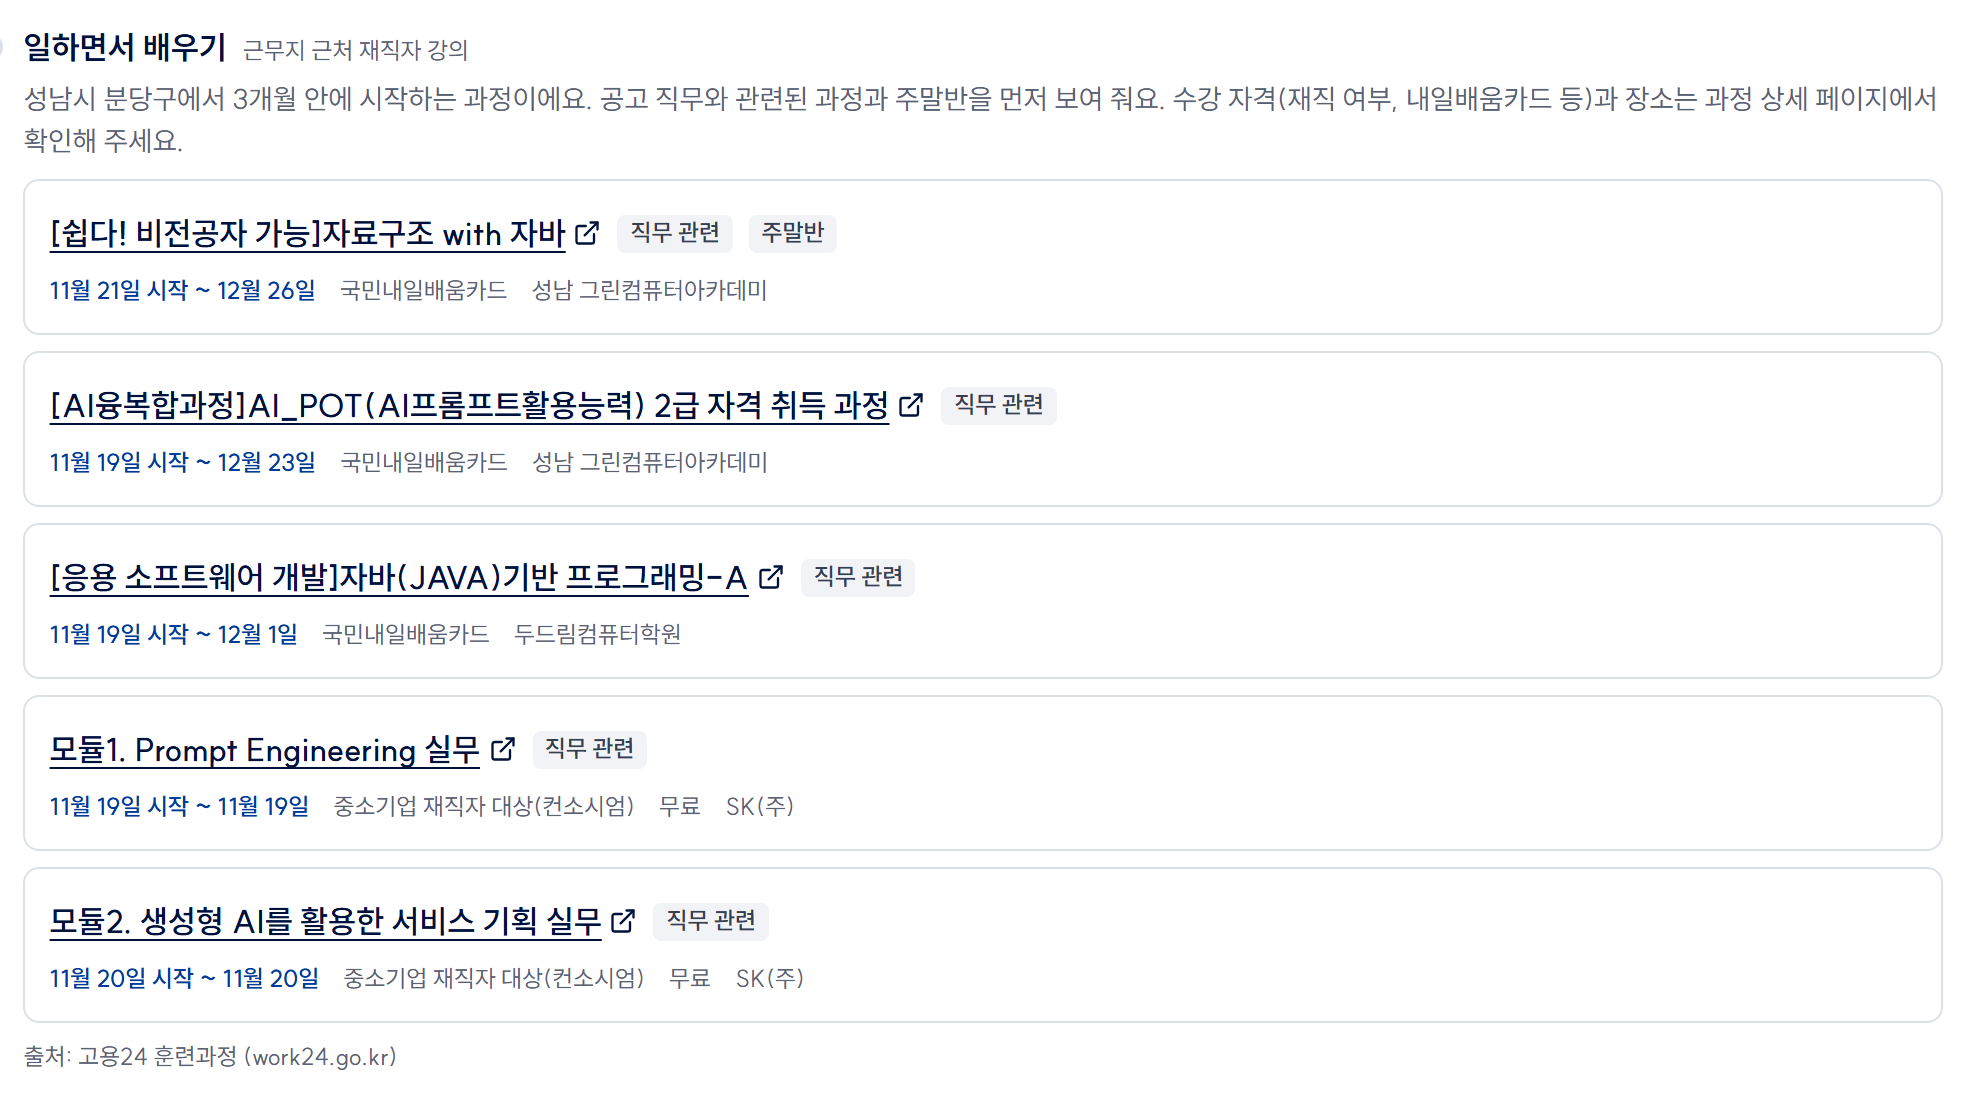 일하면서 배우기 근무지 근처 재직자 강의
성남시 분당구에서 3개월 안에 시작하는 과정이에요. 공고 직무와 관련된 과정과 주말반을 먼저 보여 줘요. 수강 자격(재직 여부, 내일배움카드 등)과 장소는 과정 상세 페이지에서
확인해 주세요.
[쉽다! 비전공자 가능]자료구조 with 자바 직무 관련 주말반
11월 21일 시작 ~ 12월 26일 국민내일배움카드 성남 그린컴퓨터아카데미
[AI융복합과정]AI_POT(AI프롬프트활용능력) 2급 자격 취득 과정 직무 관련
11월 19일 시작 ~ 12월 23일 국민내일배움카드 성남 그린컴퓨터아카데미
[응용 소프트웨어 개발]자바(JAVA)기반 프로그래밍-A 직무 관련
11월 19일 시작 ~ 12월 1일 국민내일배움카드 두드림컴퓨터학원
모듈1. Prompt Engineering 실무 직무 관련
11월 19일 시작 ~ 11월 19일 중소기업 재직자 대상(컨소시엄) 무료 SK(주)
모듈2. 생성형 AI를 활용한 서비스 기획 실무 직무 관련
11월 20일 시작 ~ 11월 20일 중소기업 재직자 대상(컨소시엄) 무료 SK(주)
출처: 고용24 훈련과정 (work24.go.kr)